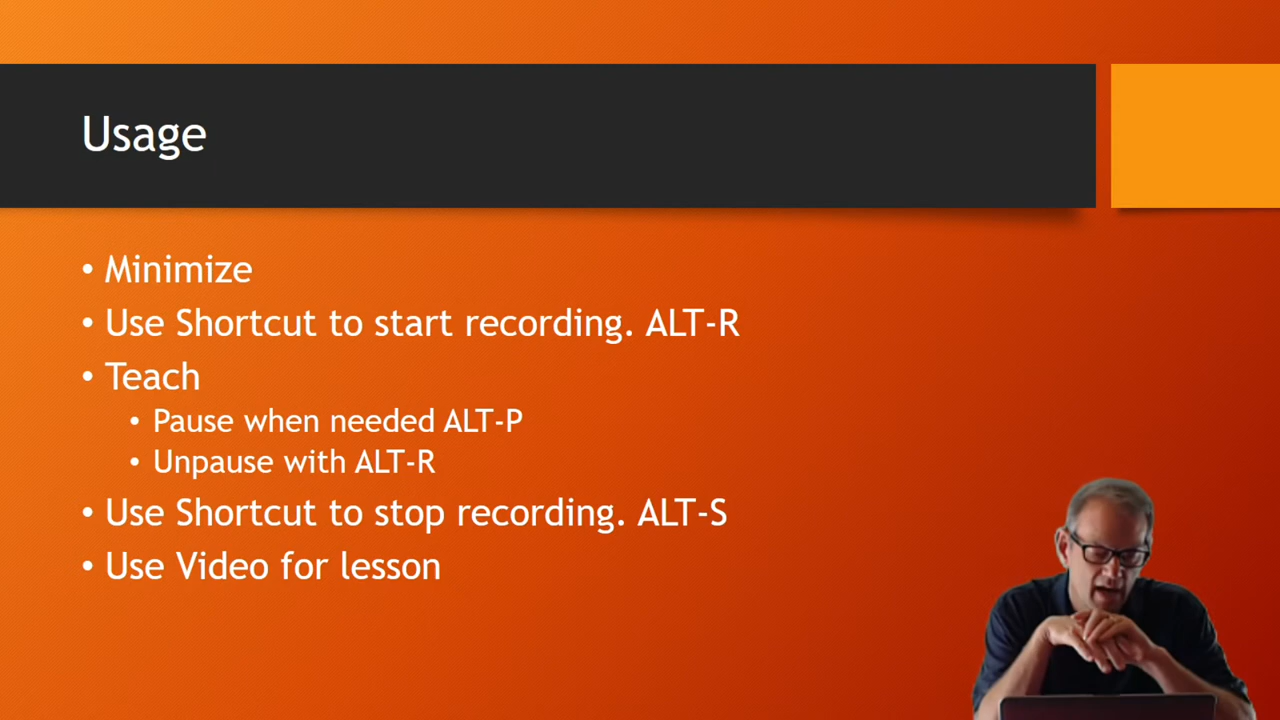 Usage
• Minimize
• Use Shortcut to start recording. ALT-R
• Teach
• Pause when needed ALT-P
• Unpause with ALT-R
• Use Shortcut to stop recording. ALT-S
• Use Video for lesson